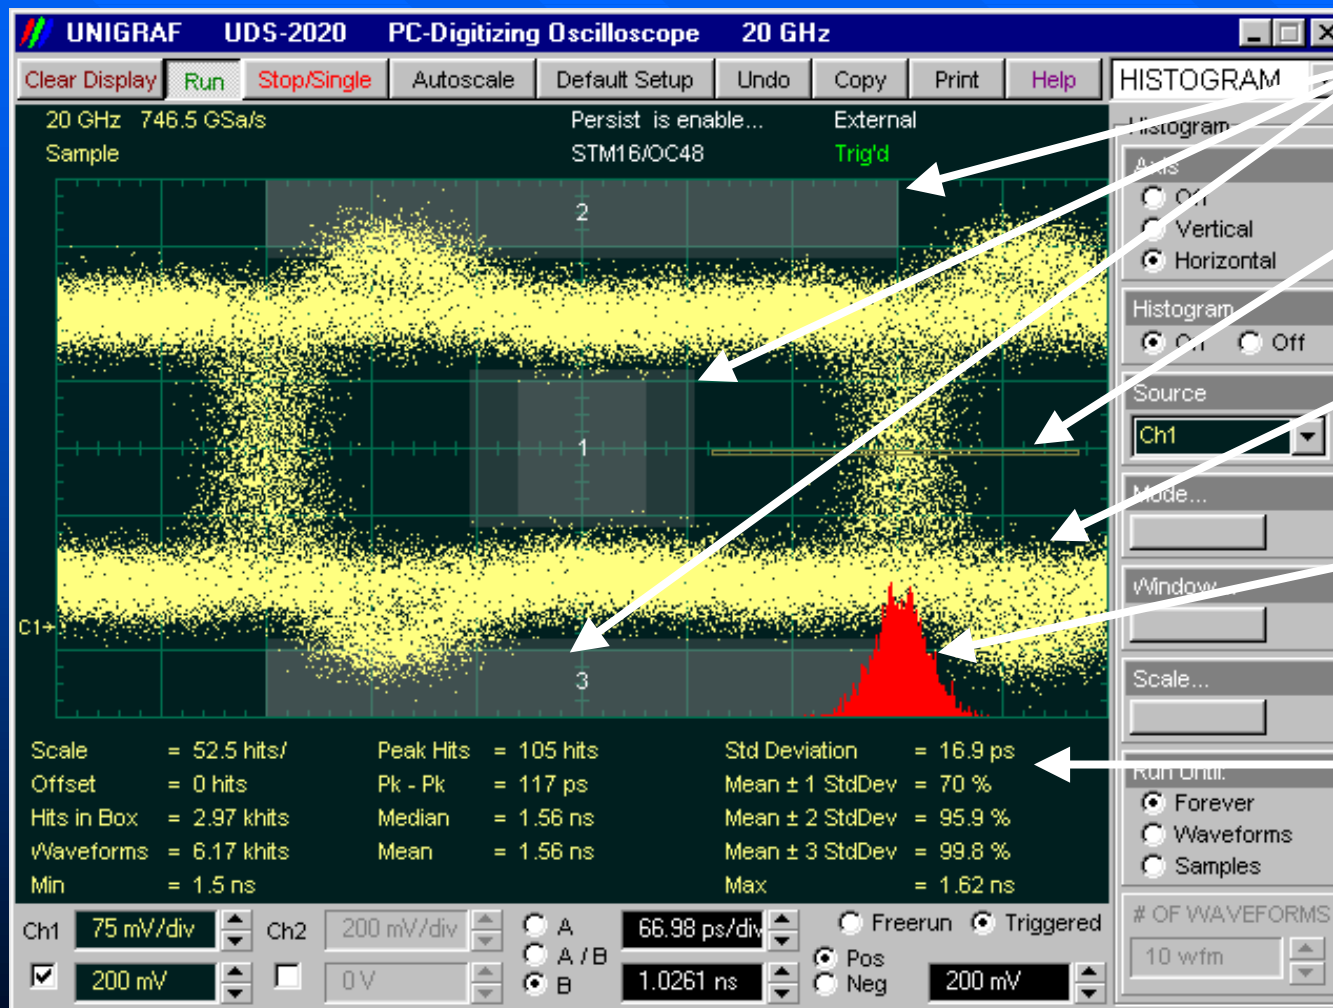 UNIGRAF UDS-2020 PC-Digitizing Oscilloscope 20 GHz
Clear Display Run Stop/Single Autoscale Default Setup Undo Copy Print Help HISTOGRAM
20 GHz 746.5 GSa/s Persist is enable... External
Sample STM16/OC48 Trig'd
2
1
C1
3
Scale = 52.5 hits/ Peak Hits = 105 hits Std Deviation = 16.9 ps
Offset = 0 hits Pk - Pk = 117 ps Mean ± 1 StdDev = 70 %
Hits in Box = 2.97 khits Median = 1.56 ns Mean ± 2 StdDev = 95.9 %
Waveforms = 6.17 khits Mean = 1.56 ns Mean ± 3 StdDev = 99.8 %
Min = 1.5 ns Max = 1.62 ns
Histogram
Axis
Off
Vertical
Horizontal
Histogram
On Off
Source
Ch1
Mode...
Window...
Scale...
Run Until:
Forever
Waveforms
Samples
# OF WAVEFORMS
10 wfm
Ch1 75 mV/div Ch2 200 mV/div A 66.98 ps/div Freerun Triggered
A / B Pos
200 mV 0 V B 1.0261 ns Neg 200 mV